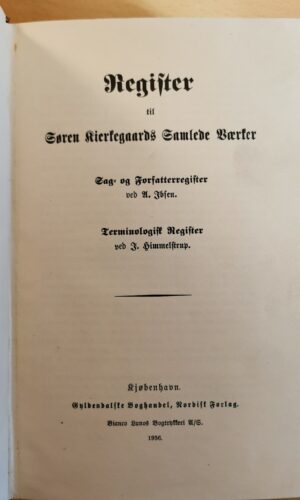 Register
til
Søren Kierkegaards Samlede Værker
Sag- og Forfatterregister
ved A. Ibsen.
Terminologisk Register
ved J. Himmelstrup.
Kjøbenhavn.
Gyldendalske Boghandel, Nordisk Forlag.
Bianco Lunos Bogtrykkeri A/S.
1936.